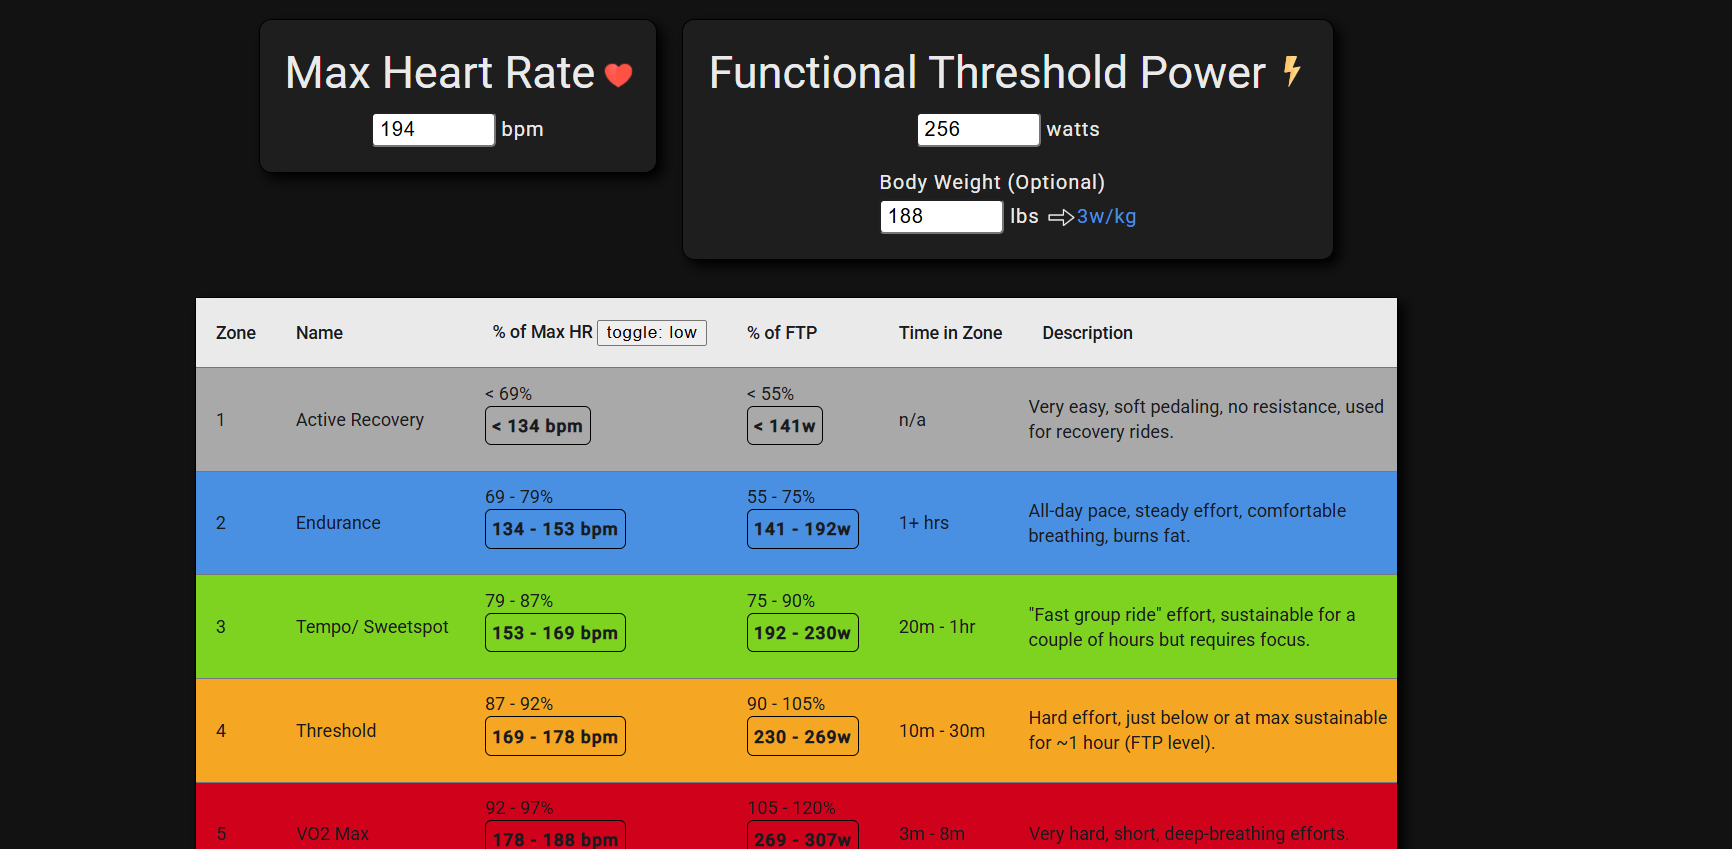 Max Heart Rate ❤️
194 bpm
Functional Threshold Power ⚡
256 watts
Body Weight (Optional)
188 lbs ⇨3w/kg
Zone Name % of Max HR toggle: low % of FTP Time in Zone Description
< 69% < 55%
1 Active Recovery < 134 bpm < 141w n/a Very easy, soft pedaling, no resistance, used
for recovery rides.
69 - 79% 55 - 75%
2 Endurance 134 - 153 bpm 141 - 192w 1+ hrs All-day pace, steady effort, comfortable
breathing, burns fat.
79 - 87% 75 - 90%
3 Tempo/ Sweetspot 153 - 169 bpm 192 - 230w 20m - 1hr "Fast group ride" effort, sustainable for a
couple of hours but requires focus.
87 - 92% 90 - 105%
4 Threshold 169 - 178 bpm 230 - 269w 10m - 30m Hard effort, just below or at max sustainable
for ~1 hour (FTP level).
92 - 97% 105 - 120%
5 VO2 Max 178 - 188 bpm 269 - 307w 3m - 8m Very hard, short, deep-breathing efforts.